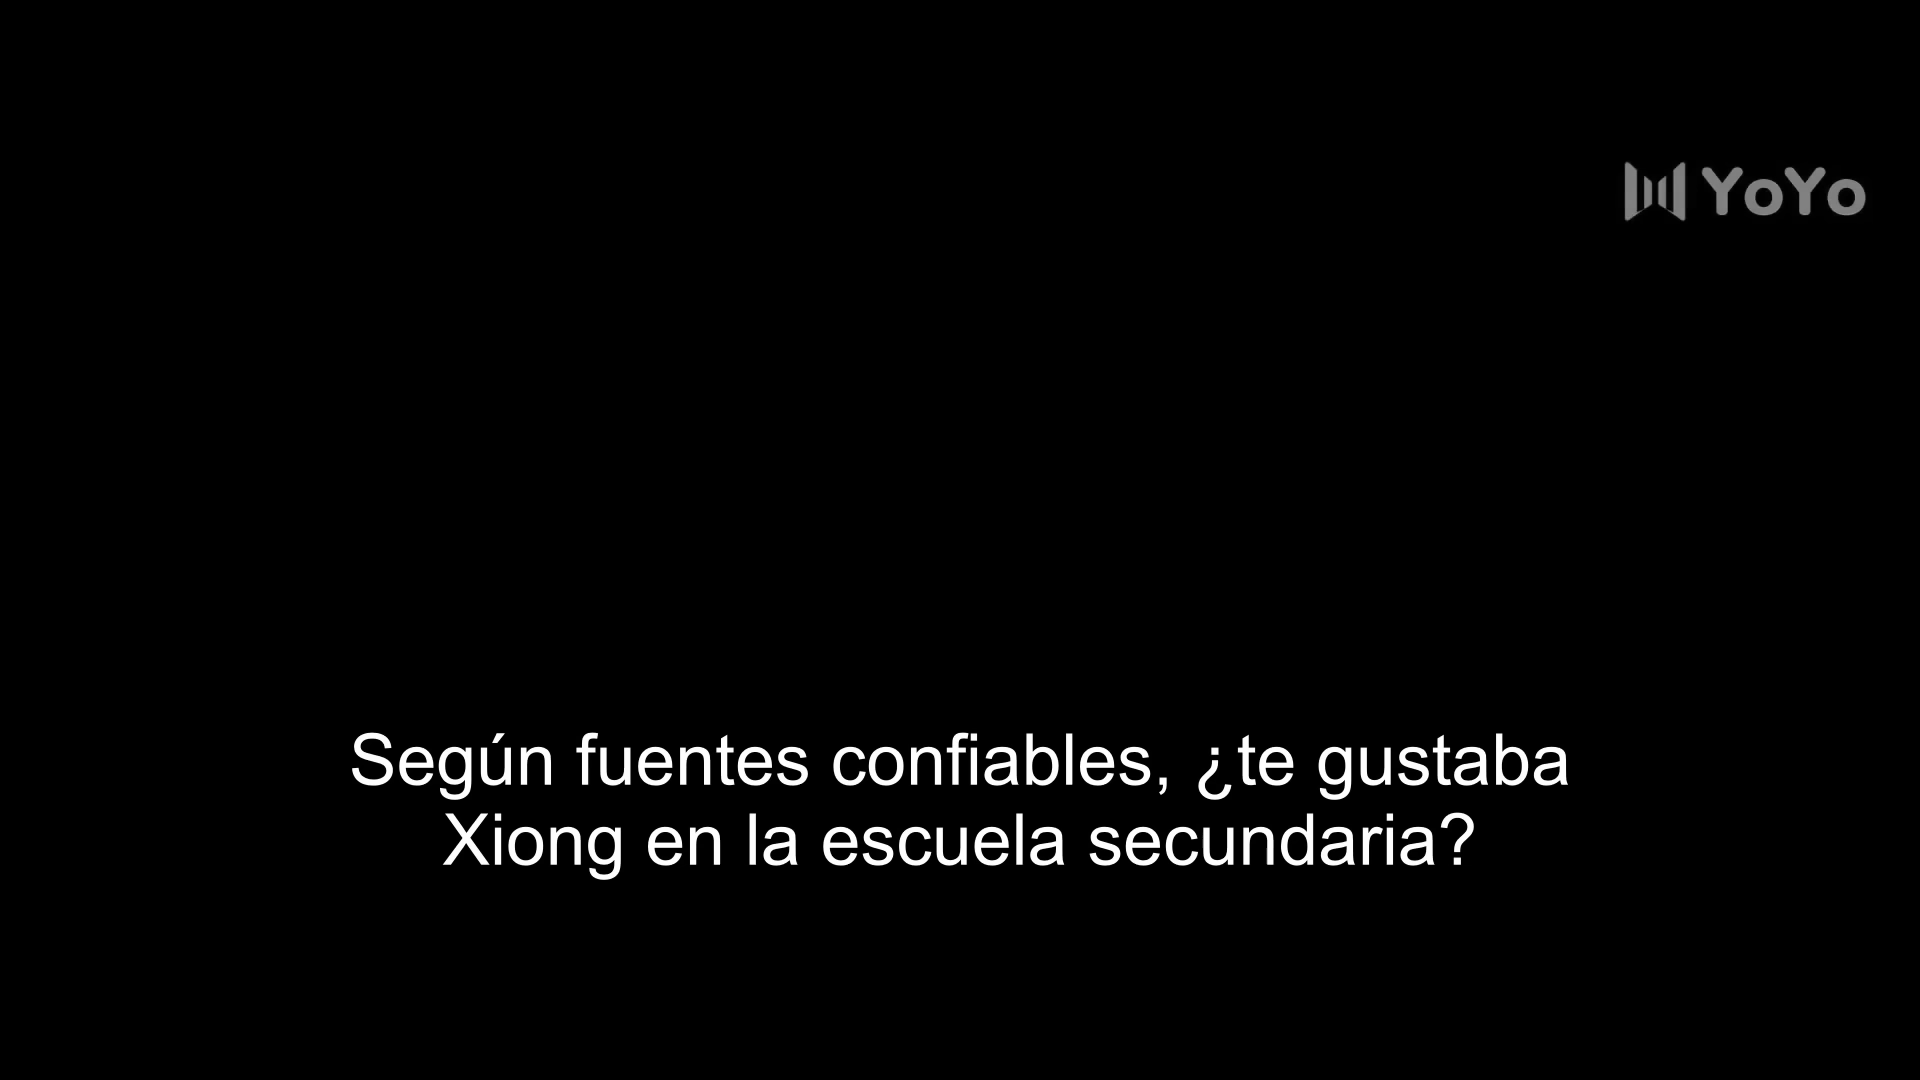 YoYo
Según fuentes confiables, ¿te gustaba
Xiong en la escuela secundaria?